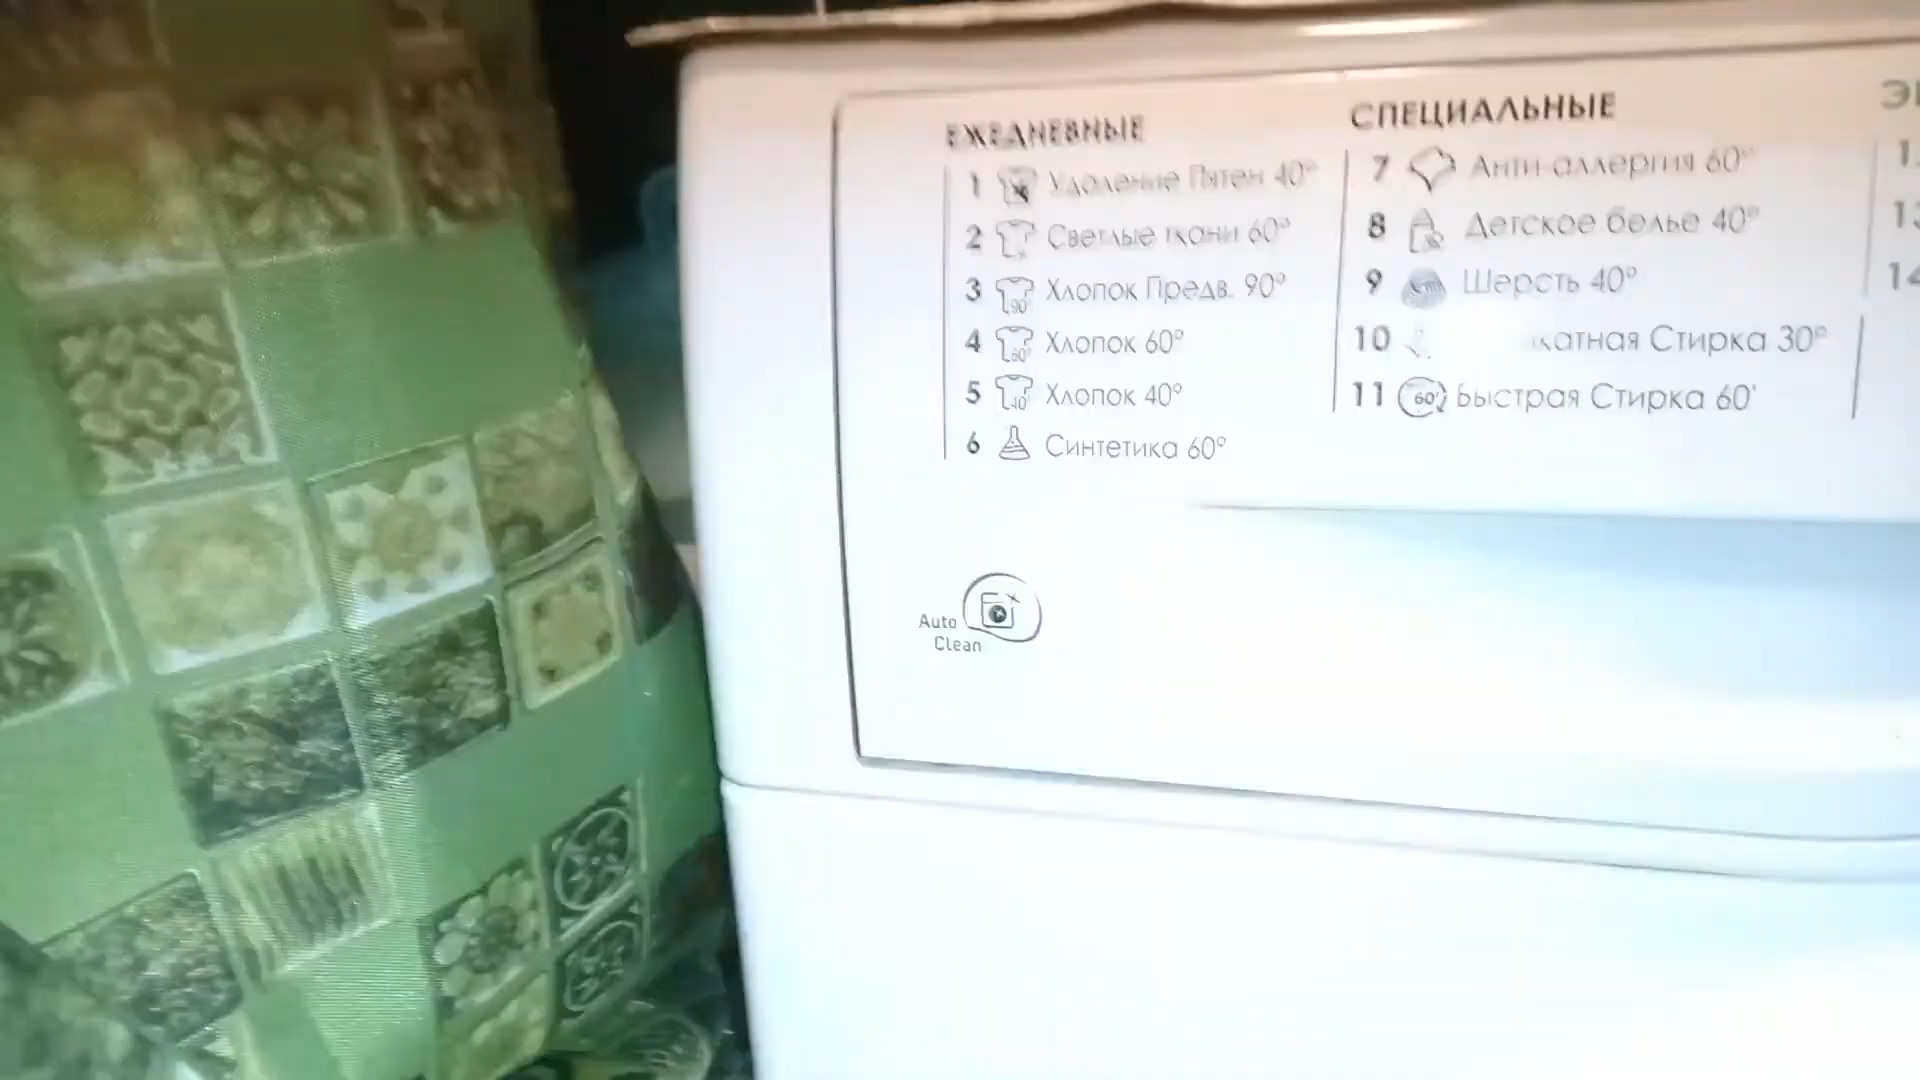 ЕЖЕДНЕВНЫЕ
1 Удаление Пятен 40°
2 Светлые ткани 60°
3 Хлопок Предв. 90°
4 Хлопок 60°
5 Хлопок 40°
6 Синтетика 60°
СПЕЦИАЛЬНЫЕ
7 Анти-аллергия 60°
8 Детское белье 40°
9 Шерсть 40°
10 Стирка 30°
11 60' Быстрая Стирка 60'
14
Auto
Clean